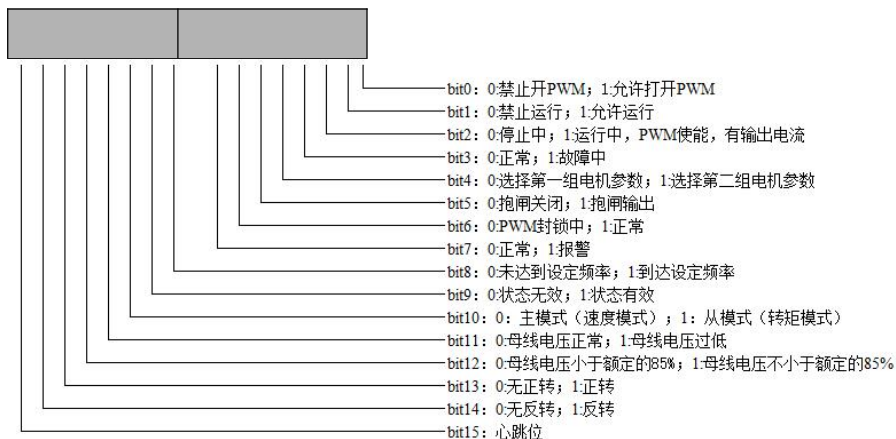 bit0：0:禁止开PWM；1:允许打开PWM
bit1：0:禁止运行；1:允许运行
bit2：0:停止中；1:运行中，PWM使能，有输出电流
bit3：0:正常；1:故障中
bit4：0:选择第一组电机参数；1:选择第二组电机参数
bit5：0:抱闸关闭；1:抱闸输出
bit6：0:PWM封锁中；1:正常
bit7：0:正常；1:报警
bit8：0:未达到设定频率；1:到达设定频率
bit9：0:状态无效；1:状态有效
bit10：0：主模式（速度模式）；1：从模式（转矩模式）
bit11：0:母线电压正常；1:母线电压过低
bit12：0:母线电压小于额定的85%；1:母线电压不小于额定的85%
bit13：0:无正转；1:正转
bit14：0:无反转；1:反转
bit15：心跳位